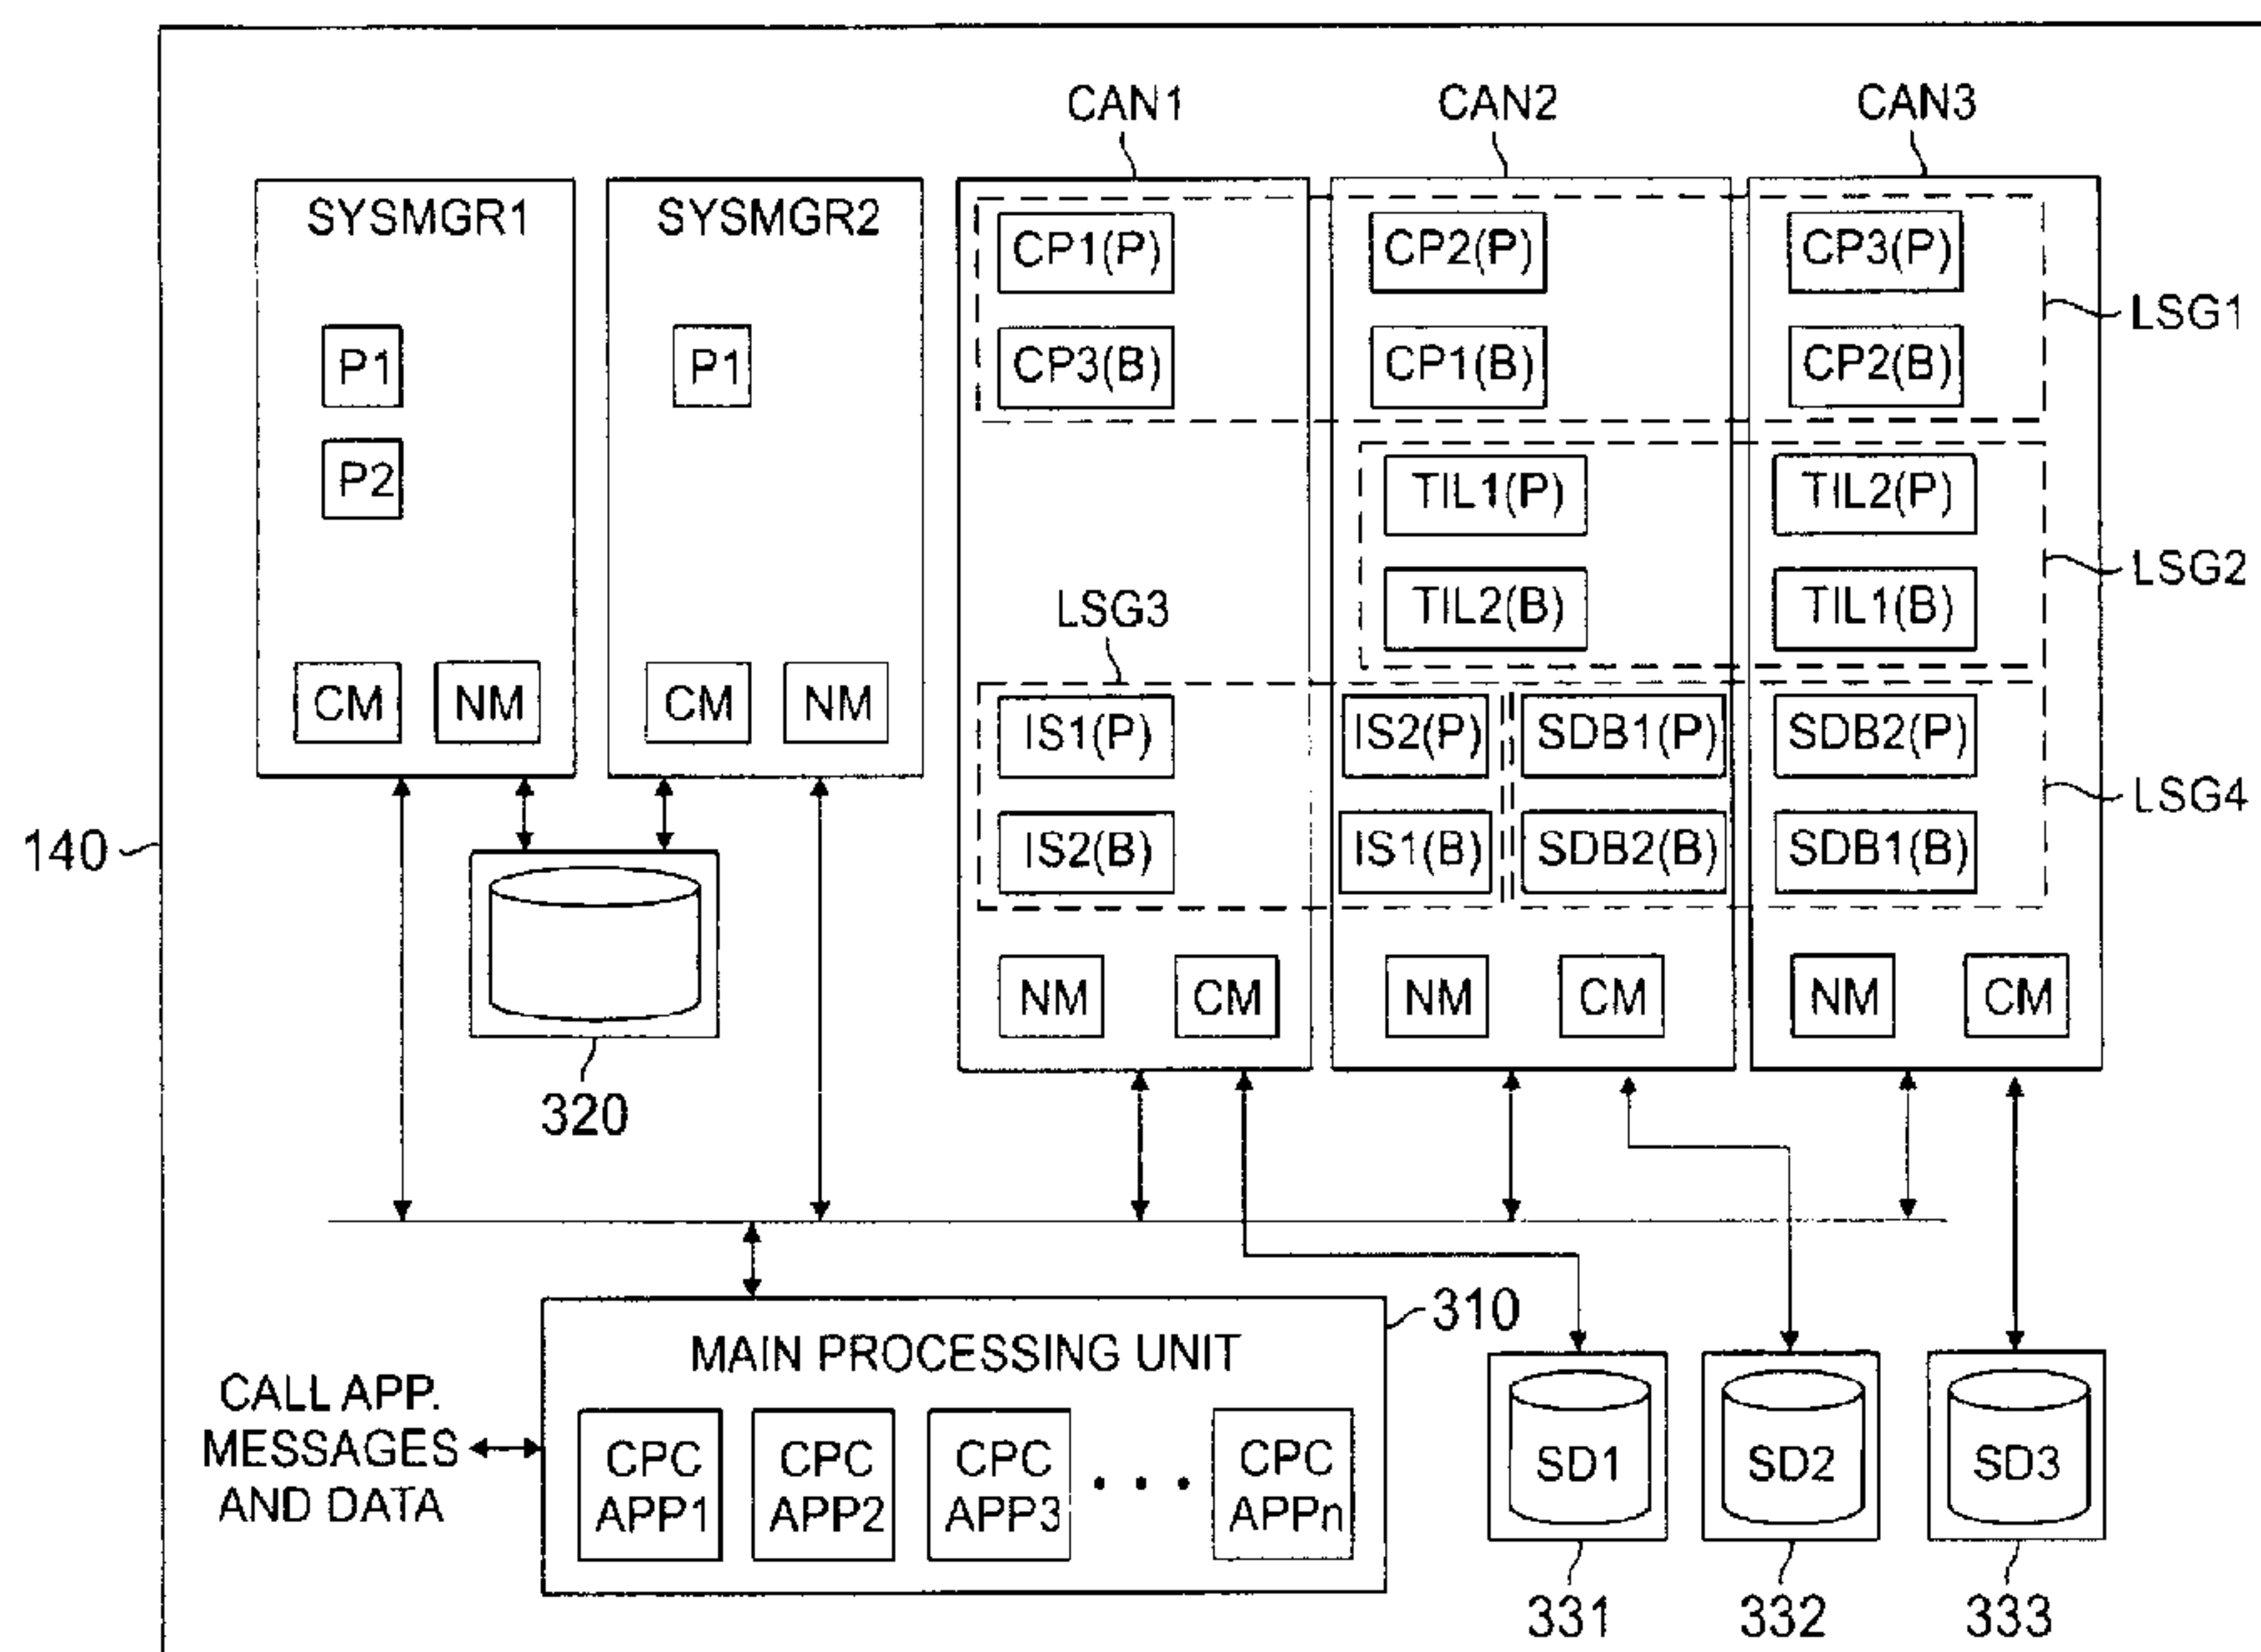 CAN1 CAN2 CAN3
SYSMGR1 SYSMGR2
CP1(P) CP2(P) CP3(P)
LSG1
P1 P1 CP3(B) CP1(B) CP2(B)
P2 TIL1(P) TIL2(P)
LSG2
LSG3 TIL2(B) TIL1(B)
CM NM CM NM IS1(P) IS2(P) SDB1(P) SDB2(P)
LSG4
140 IS2(B) IS1(B) SDB2(B) SDB1(B)
NM CM NM CM NM CM
320
310
MAIN PROCESSING UNIT
CALL APP.
MESSAGES
AND DATA
CPC CPC CPC CPC
APP1 APP2 APP3 • • • APPn
SD1 SD2 SD3
331 332 333